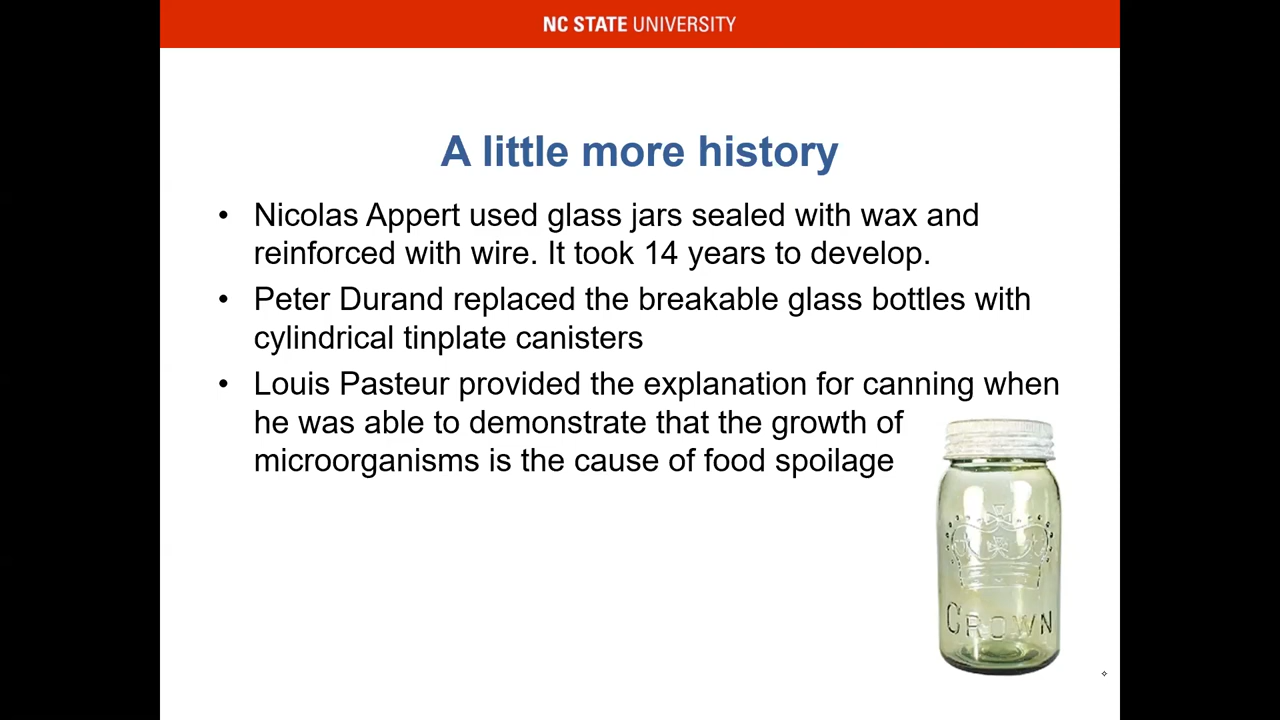 NC STATE UNIVERSITY
A little more history
• Nicolas Appert used glass jars sealed with wax and
reinforced with wire. It took 14 years to develop.
• Peter Durand replaced the breakable glass bottles with
cylindrical tinplate canisters
• Louis Pasteur provided the explanation for canning when
he was able to demonstrate that the growth of
microorganisms is the cause of food spoilage
CROWN